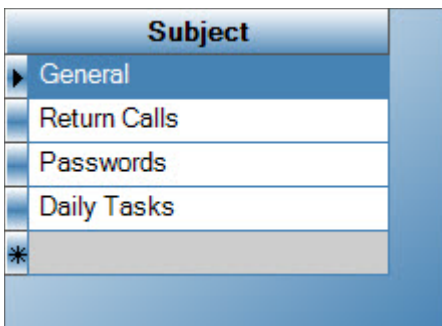 Subject
General
Return Calls
Passwords
Daily Tasks